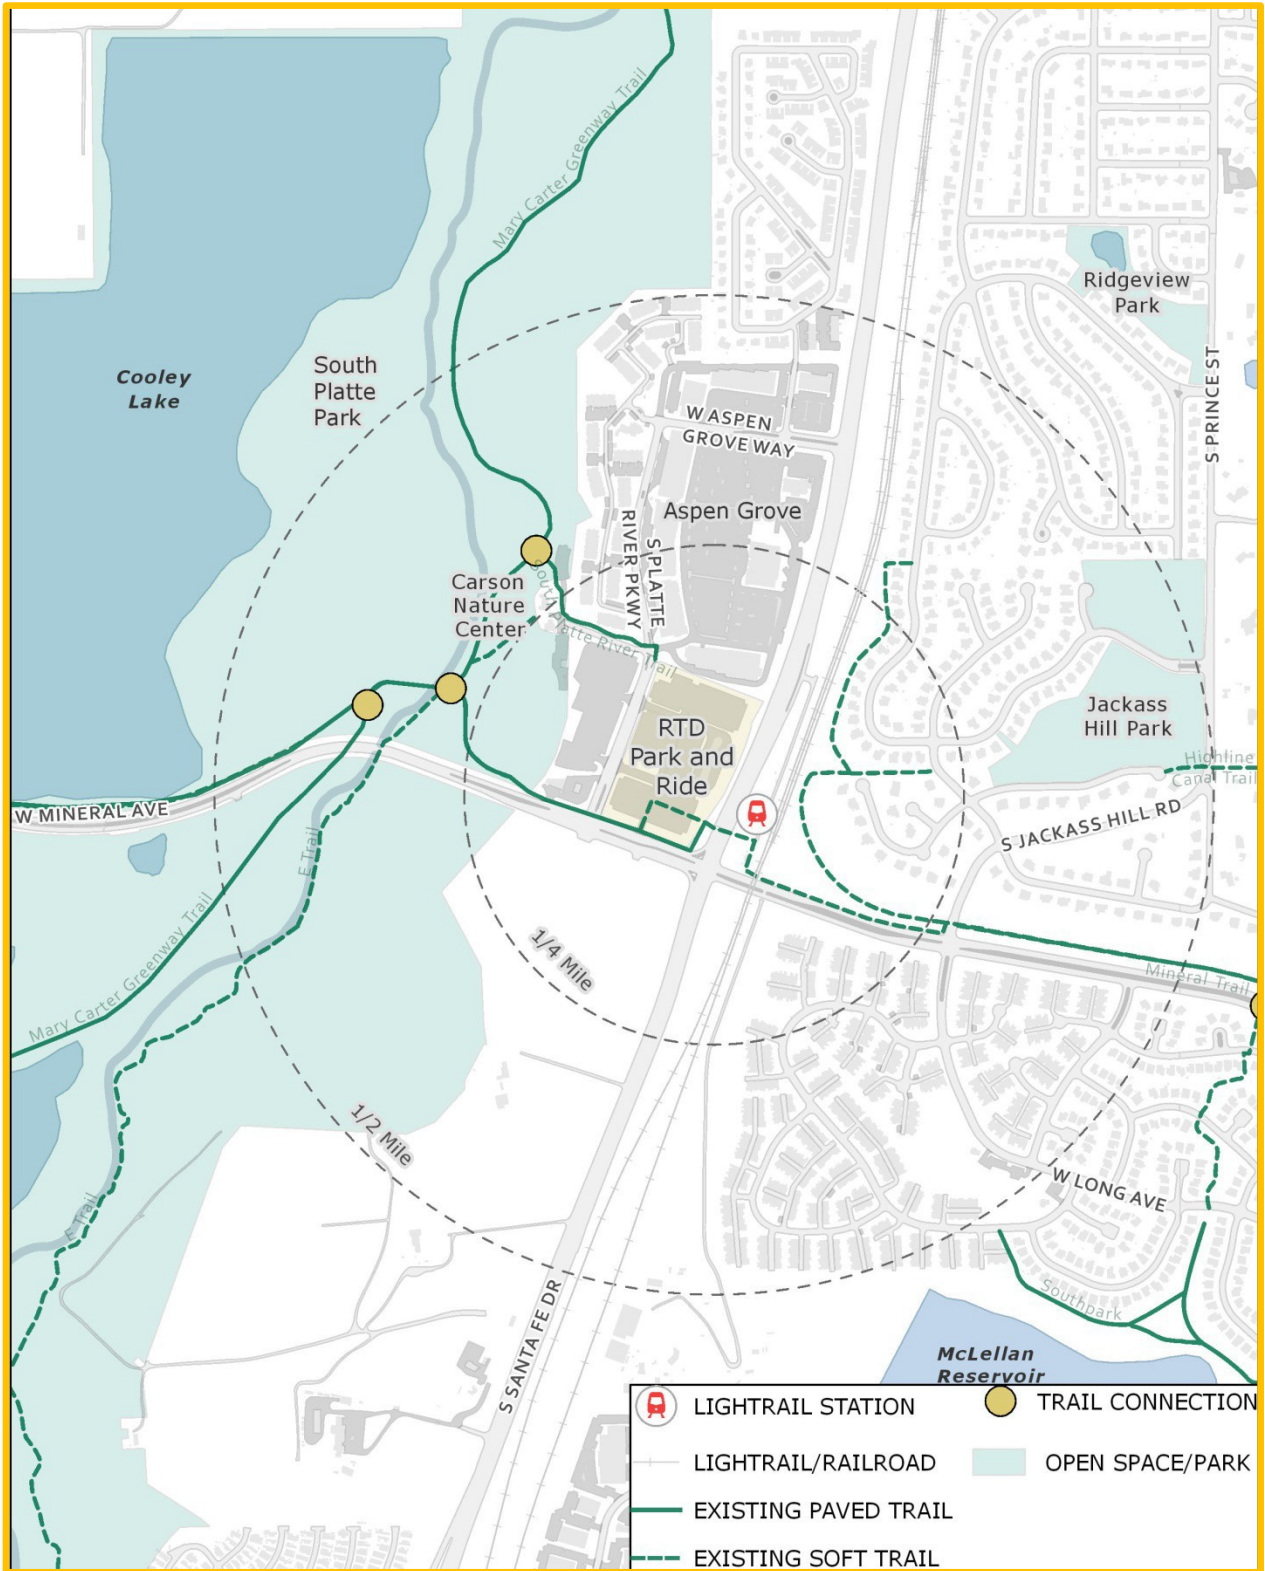 Mary Carter Greenway Trail
Ridgeview
Park
Cooley
Lake
South
Platte
Park
S PRINCE ST
W ASPEN
GROVE WAY
Aspen Grove
S PLATTE
RIVER PKWY
Carson
Nature
Center
South Platte River Trail
RTD
Park and
Ride
Jackass
Hill Park
Highline
Canal Trail
W MINERAL AVE
S JACKASS HILL RD
E Trail
Mary Carter Greenway Trail
1/4 Mile
Mineral Trail
1/2 Mile
W LONG AVE
E Trail
Southpark
S SANTA FE DR
McLellan
Reservoir
LIGHTRAIL STATION
TRAIL CONNECTION
LIGHTRAIL/RAILROAD
OPEN SPACE/PARK
EXISTING PAVED TRAIL
EXISTING SOFT TRAIL